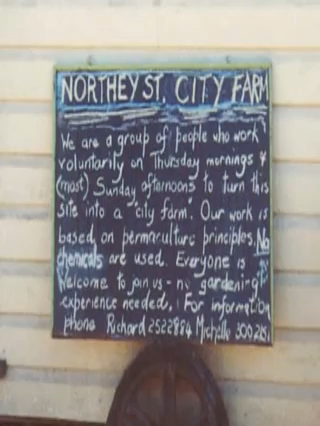 NORTHEY ST. CITY FARM
We are a group of people who work
voluntarily on Thursday mornings &
(most) Sunday afternoons to turn this
site into a "city farm". Our work is
based on permaculture principles. No
chemicals are used. Everyone is
welcome to join us - no gardening
experience needed. For information
phone Richard 2522884 Michelle